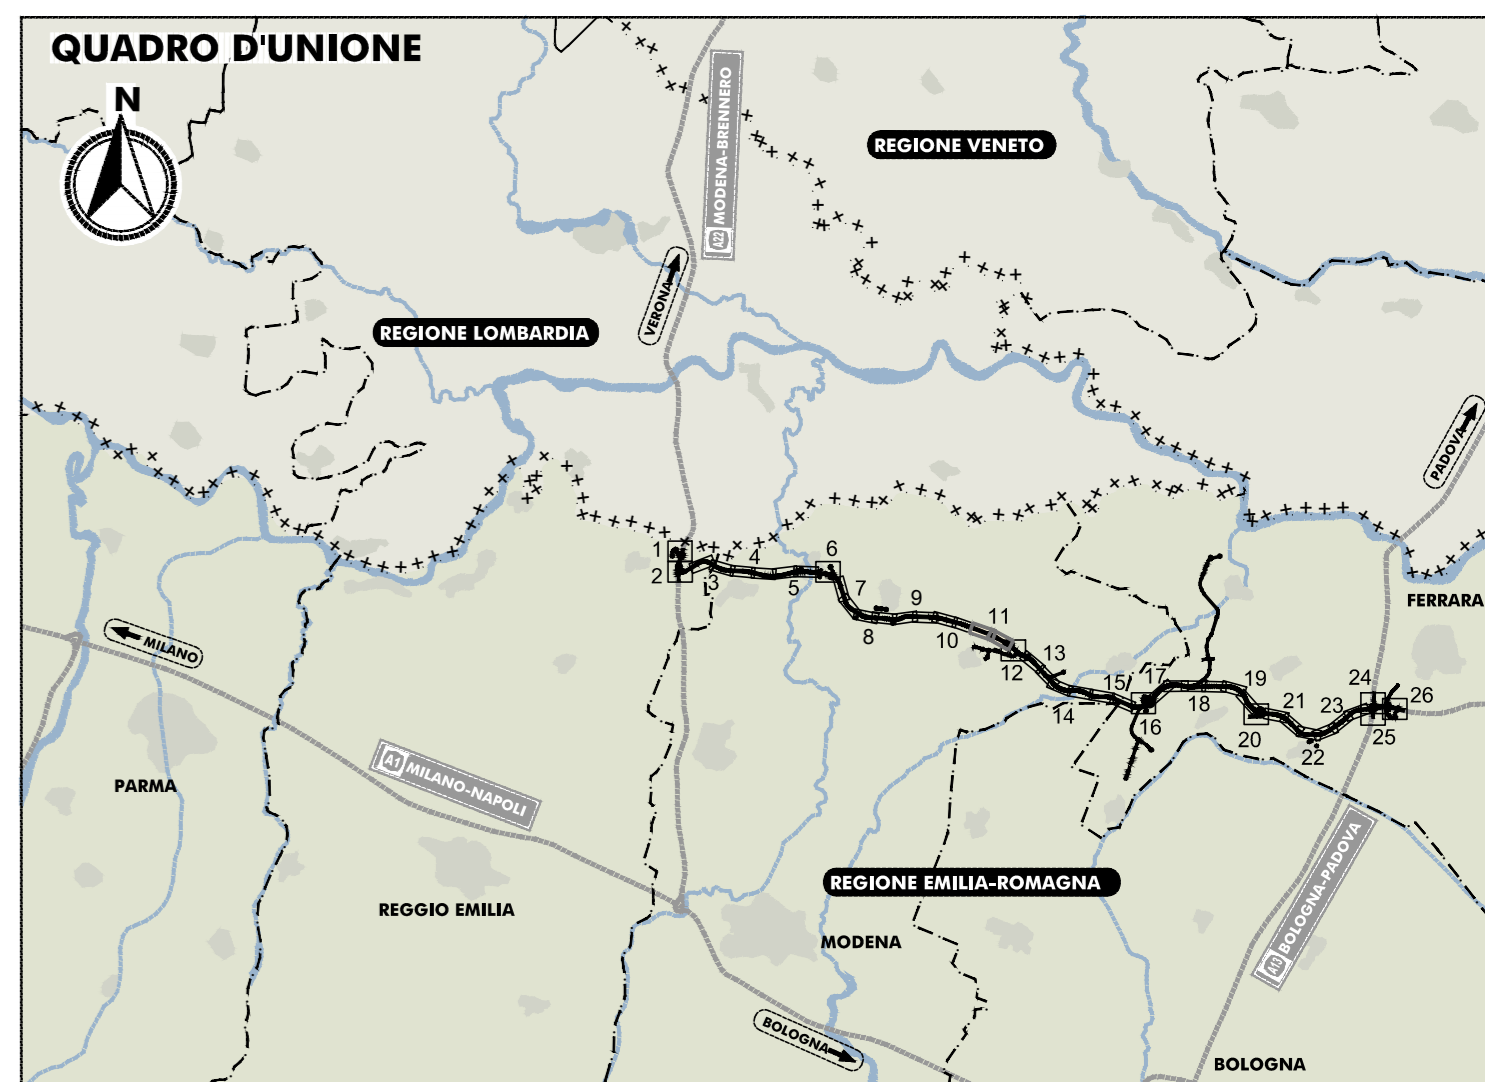 QUADRO D'UNIONE
N
A22 MODENA-BRENNERO
REGIONE VENETO
VERONA
REGIONE LOMBARDIA
PADOVA
1
2
3
4
5
6
7
8
9
10
11
12
13
14
15
16
17
18
19
20
21
22
23
24
25
26
FERRARA
MILANO
A1 MILANO-NAPOLI
PARMA
REGGIO EMILIA
REGIONE EMILIA-ROMAGNA
MODENA
A13 BOLOGNA-PADOVA
BOLOGNA
BOLOGNA